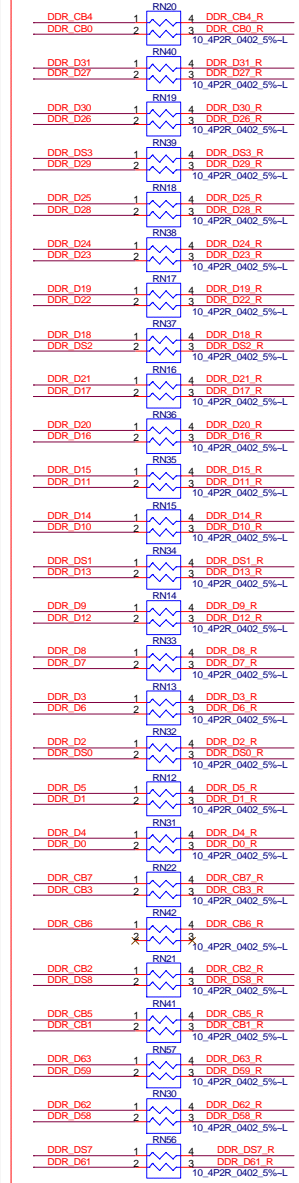 RN20
DDR_CB4 1 4 DDR_CB4_R
DDR_CB0 2 3 DDR_CB0_R
10_4P2R_0402_5%~L
RN40
DDR_D31 1 4 DDR_D31_R
DDR_D27 2 3 DDR_D27_R
10_4P2R_0402_5%~L
RN19
DDR_D30 1 4 DDR_D30_R
DDR_D26 2 3 DDR_D26_R
10_4P2R_0402_5%~L
RN39
DDR_DS3 1 4 DDR_DS3_R
DDR_D29 2 3 DDR_D29_R
10_4P2R_0402_5%~L
RN18
DDR_D25 1 4 DDR_D25_R
DDR_D28 2 3 DDR_D28_R
10_4P2R_0402_5%~L
RN38
DDR_D24 1 4 DDR_D24_R
DDR_D23 2 3 DDR_D23_R
10_4P2R_0402_5%~L
RN17
DDR_D19 1 4 DDR_D19_R
DDR_D22 2 3 DDR_D22_R
10_4P2R_0402_5%~L
RN37
DDR_D18 1 4 DDR_D18_R
DDR_DS2 2 3 DDR_DS2_R
10_4P2R_0402_5%~L
RN16
DDR_D21 1 4 DDR_D21_R
DDR_D17 2 3 DDR_D17_R
10_4P2R_0402_5%~L
RN36
DDR_D20 1 4 DDR_D20_R
DDR_D16 2 3 DDR_D16_R
10_4P2R_0402_5%~L
RN35
DDR_D15 1 4 DDR_D15_R
DDR_D11 2 3 DDR_D11_R
10_4P2R_0402_5%~L
RN15
DDR_D14 1 4 DDR_D14_R
DDR_D10 2 3 DDR_D10_R
10_4P2R_0402_5%~L
RN34
DDR_DS1 1 4 DDR_DS1_R
DDR_D13 2 3 DDR_D13_R
10_4P2R_0402_5%~L
RN14
DDR_D9 1 4 DDR_D9_R
DDR_D12 2 3 DDR_D12_R
10_4P2R_0402_5%~L
RN33
DDR_D8 1 4 DDR_D8_R
DDR_D7 2 3 DDR_D7_R
10_4P2R_0402_5%~L
RN13
DDR_D3 1 4 DDR_D3_R
DDR_D6 2 3 DDR_D6_R
10_4P2R_0402_5%~L
RN32
DDR_D2 1 4 DDR_D2_R
DDR_DS0 2 3 DDR_DS0_R
10_4P2R_0402_5%~L
RN12
DDR_D5 1 4 DDR_D5_R
DDR_D1 2 3 DDR_D1_R
10_4P2R_0402_5%~L
RN31
DDR_D4 1 4 DDR_D4_R
DDR_D0 2 3 DDR_D0_R
10_4P2R_0402_5%~L
RN22
DDR_CB7 1 4 DDR_CB7_R
DDR_CB3 2 3 DDR_CB3_R
10_4P2R_0402_5%~L
RN42
DDR_CB6 1 4 DDR_CB6_R
2 3
10_4P2R_0402_5%~L
RN21
DDR_CB2 1 4 DDR_CB2_R
DDR_DS8 2 3 DDR_DS8_R
10_4P2R_0402_5%~L
RN41
DDR_CB5 1 4 DDR_CB5_R
DDR_CB1 2 3 DDR_CB1_R
10_4P2R_0402_5%~L
RN57
DDR_D63 1 4 DDR_D63_R
DDR_D59 2 3 DDR_D59_R
10_4P2R_0402_5%~L
RN30
DDR_D62 1 4 DDR_D62_R
DDR_D58 2 3 DDR_D58_R
10_4P2R_0402_5%~L
RN56
DDR_DS7 1 4 DDR_DS7_R
DDR_D61 2 3 DDR_D61_R
10_4P2R_0402_5%~L